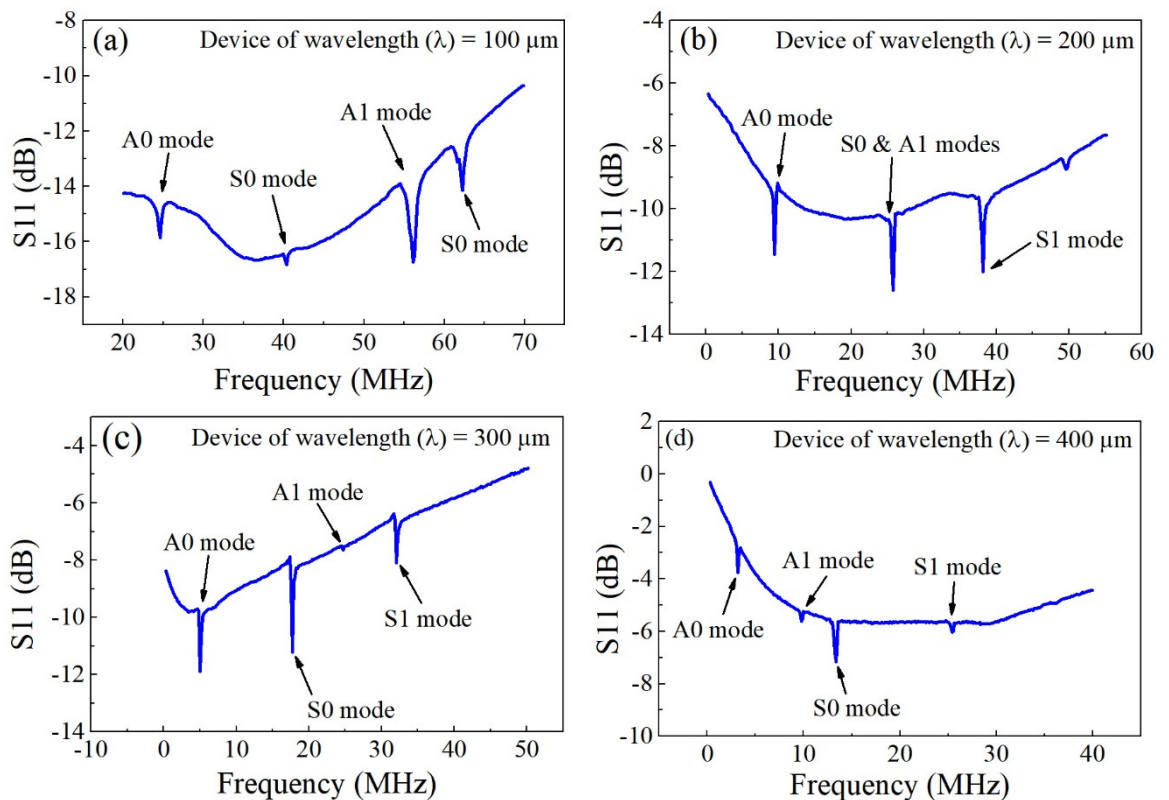 (a) Device of wavelength (λ) = 100 µm
A0 mode
S0 mode
A1 mode
S0 mode
S11 (dB)
-8
-10
-12
-14
-16
-18
20 30 40 50 60 70
Frequency (MHz)
(b) Device of wavelength (λ) = 200 µm
A0 mode
S0 & A1 modes
S1 mode
S11 (dB)
-4
-6
-8
-10
-12
-14
0 10 20 30 40 50 60
Frequency (MHz)
(c) Device of wavelength (λ) = 300 µm
A0 mode
A1 mode
S1 mode
S0 mode
S11 (dB)
-4
-6
-8
-10
-12
-14
-10 0 10 20 30 40 50
Frequency (MHz)
(d) Device of wavelength (λ) = 400 µm
A0 mode
A1 mode
S1 mode
S0 mode
S11 (dB)
2
0
-2
-4
-6
-8
-10
0 10 20 30 40
Frequency (MHz)